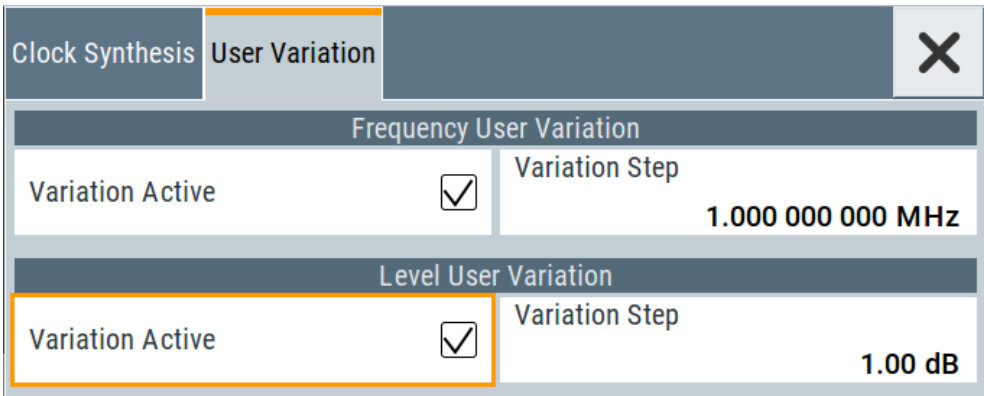 Clock Synthesis User Variation
Frequency User Variation
Variation Active
Variation Step
1.000 000 000 MHz
Level User Variation
Variation Active
Variation Step
1.00 dB